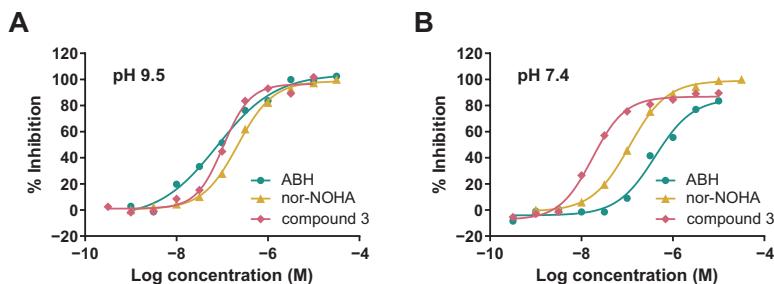 A
B
120
100
80
60
40
20
0
−20
% Inhibition
pH 9.5
ABH
nor-NOHA
compound 3
−10
−8
−6
−4
Log concentration (M)
120
100
80
60
40
20
0
−20
% Inhibition
pH 7.4
ABH
nor-NOHA
compound 3
−10
−8
−6
−4
Log concentration (M)